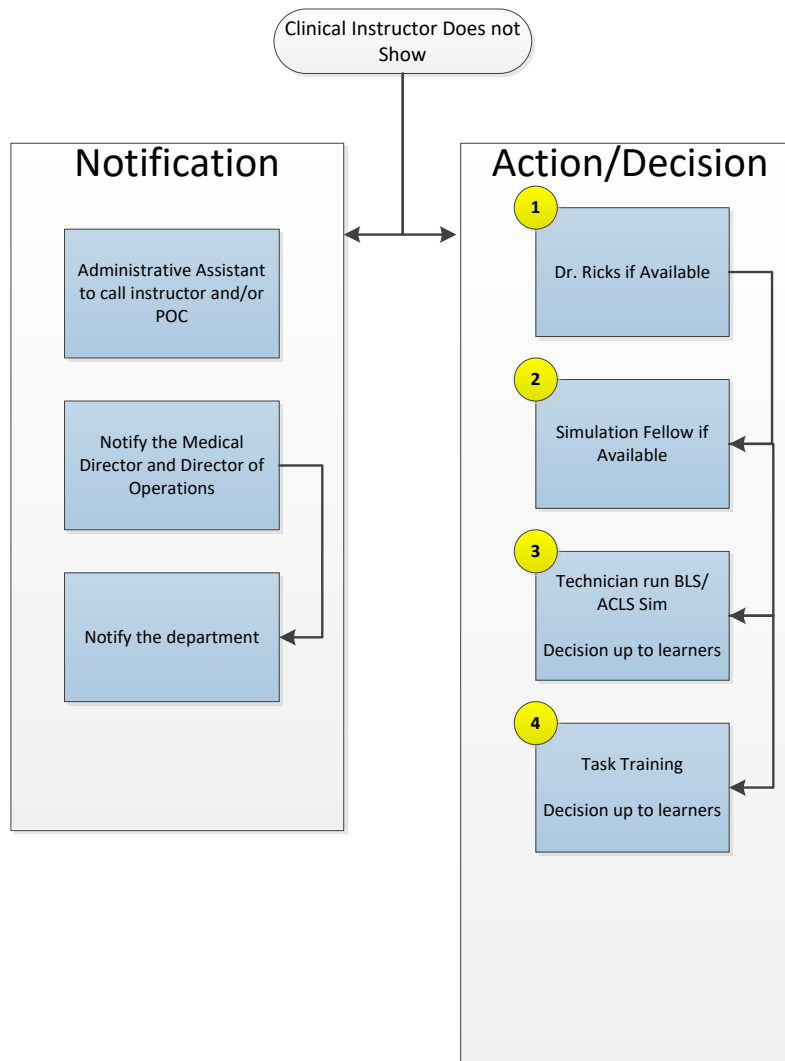 Clinical Instructor Does not
Show
Notification
Administrative Assistant
to call instructor and/or
POC
Notify the Medical
Director and Director of
Operations
Notify the department
Action/Decision
1
Dr. Ricks if Available
2
Simulation Fellow if
Available
3
Technician run BLS/
ACLS Sim
Decision up to learners
4
Task Training
Decision up to learners